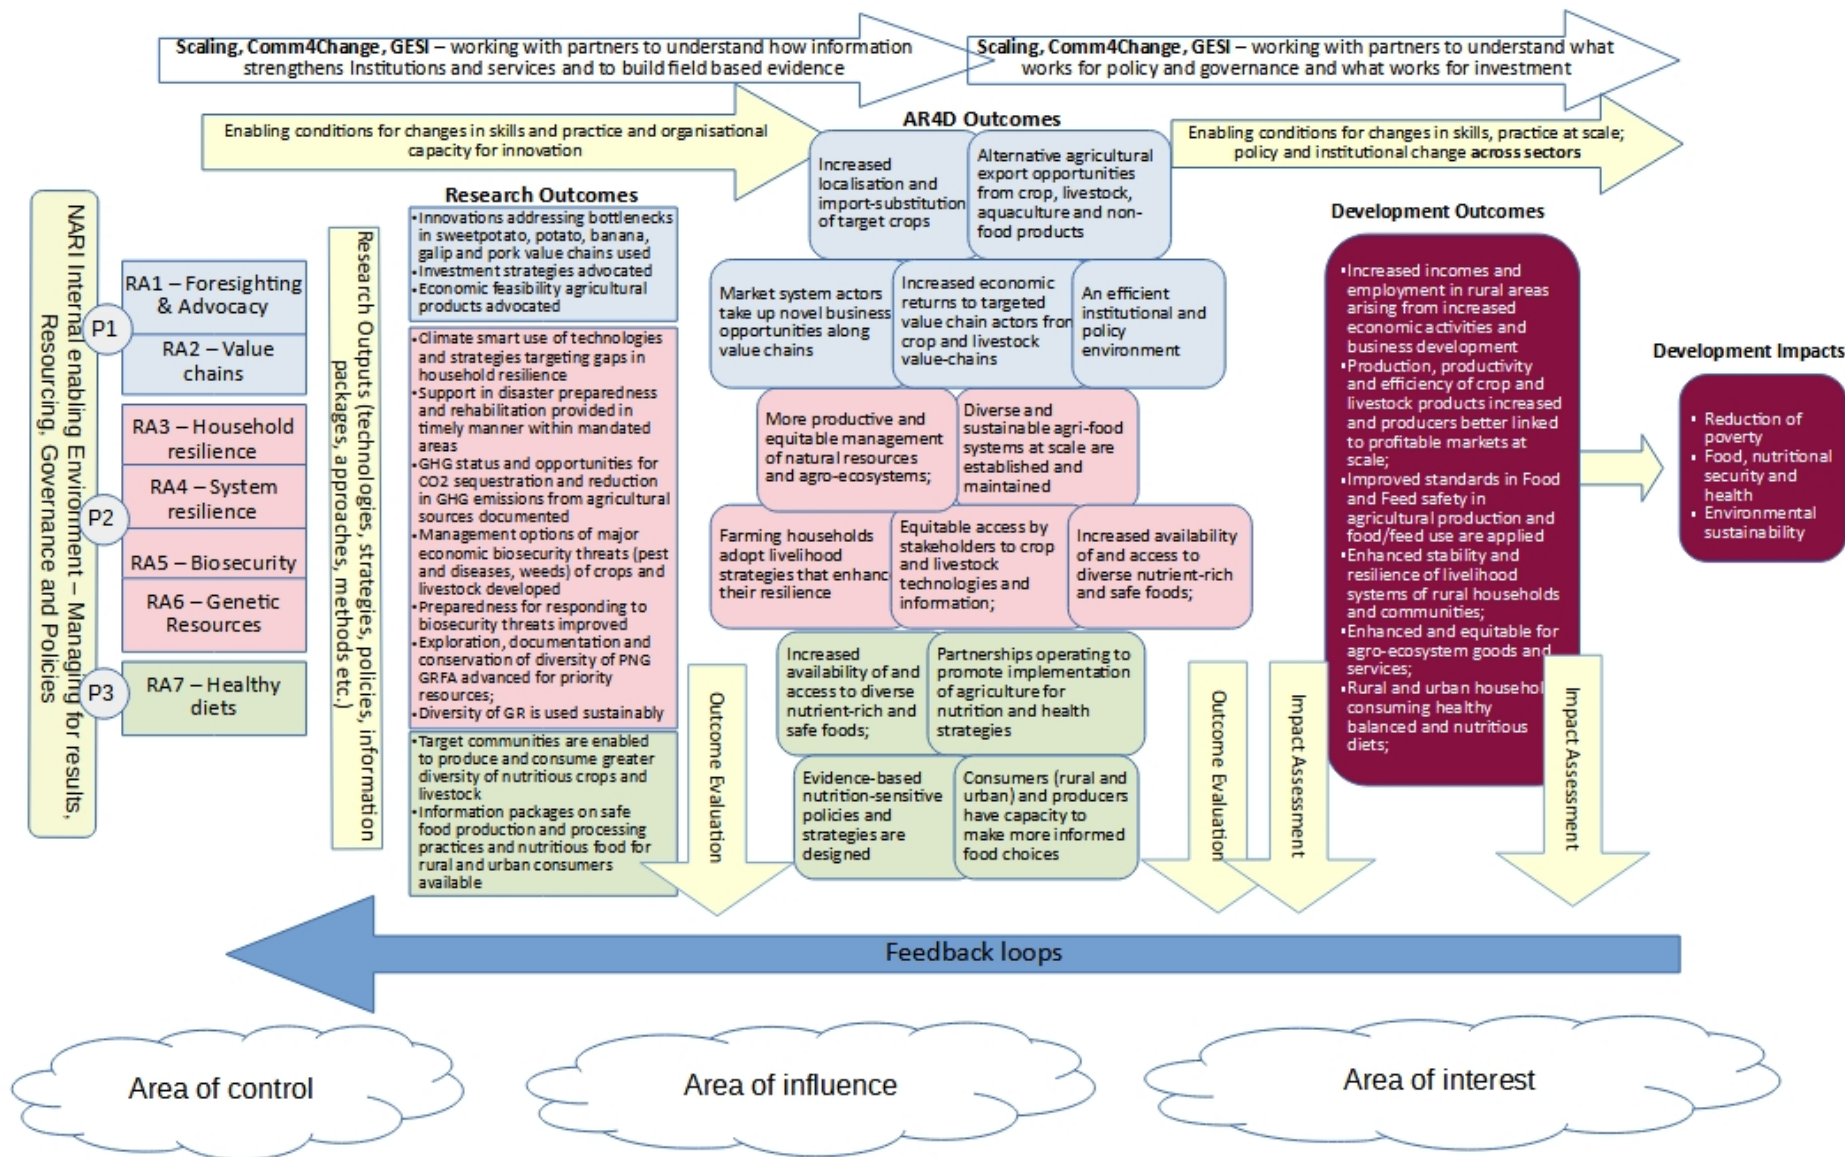 Scaling, Comm4Change, GESI – working with partners to understand how information
strengthens Institutions and services and to build field based evidence
Scaling, Comm4Change, GESI – working with partners to understand what
works for policy and governance and what works for investment
Enabling conditions for changes in skills and practice and organisational
capacity for innovation
Enabling conditions for changes in skills, practice at scale;
policy and institutional change across sectors
NARI Internal enabling Environment – Managing for results,
Resourcing, Governance and Policies
P1
P2
P3
RA1 – Foresighting
& Advocacy
RA2 – Value
chains
RA3 – Household
resilience
RA4 – System
resilience
RA5 – Biosecurity
RA6 – Genetic
Resources
RA7 – Healthy
diets
Research Outputs (technologies, strategies, policies, information
packages, approaches, methods etc.)
Research Outcomes
•Innovations addressing bottlenecks
in sweetpotato, potato, banana,
galip and pork value chains used
•Investment strategies advocated
•Economic feasibility agricultural
products advocated
•Climate smart use of technologies
and strategies targeting gaps in
household resilience
•Support in disaster preparedness
and rehabilitation provided in
timely manner within mandated
areas
•GHG status and opportunities for
CO2 sequestration and reduction
in GHG emissions from agricultural
sources documented
•Management options of major
economic biosecurity threats (pest
and diseases, weeds) of crops and
livestock developed
•Preparedness for responding to
biosecurity threats improved
•Exploration, documentation and
conservation of diversity of PNG
GRFA advanced for priority
resources;
•Diversity of GR is used sustainably
•Target communities are enabled
to produce and consume greater
diversity of nutritious crops and
livestock
•Information packages on safe
food production and processing
practices and nutritious food for
rural and urban consumers
available
Outcome Evaluation
AR4D Outcomes
Increased
localisation and
import-substitution
of target crops
Alternative agricultural
export opportunities
from crop, livestock,
aquaculture and non-
food products
Market system actors
take up novel business
opportunities along
value chains
Increased economic
returns to targeted
value chain actors from
crop and livestock
value-chains
An efficient
institutional and
policy
environment
More productive and
equitable management
of natural resources
and agro-ecosystems;
Diverse and
sustainable agri-food
systems at scale are
established and
maintained
Farming households
adopt livelihood
strategies that enhance
their resilience
Equitable access by
stakeholders to crop
and livestock
technologies and
information;
Increased availability
of and access to
diverse nutrient-rich
and safe foods;
Increased
availability of and
access to diverse
nutrient-rich and
safe foods;
Partnerships operating to
promote implementation
of agriculture for
nutrition and health
strategies
Evidence-based
nutrition-sensitive
policies and
strategies are
designed
Consumers (rural and
urban) and producers
have capacity to
make more informed
food choices
Outcome Evaluation
Impact Assessment
Development Outcomes
▪Increased incomes and
employment in rural areas
arising from increased
economic activities and
business development
▪Production, productivity
and efficiency of crop and
livestock products increased
and producers better linked
to profitable markets at
scale;
▪Improved standards in Food
and Feed safety in
agricultural production and
food/feed use are applied
▪Enhanced stability and
resilience of livelihood
systems of rural households
and communities;
▪Enhanced and equitable for
agro-ecosystem goods and
services;
▪Rural and urban househol
consuming healthy
balanced and nutritious
diets;
Impact Assessment
Development Impacts
▪ Reduction of
poverty
▪ Food, nutritional
security and
health
▪ Environmental
sustainability
Feedback loops
Area of control
Area of influence
Area of interest